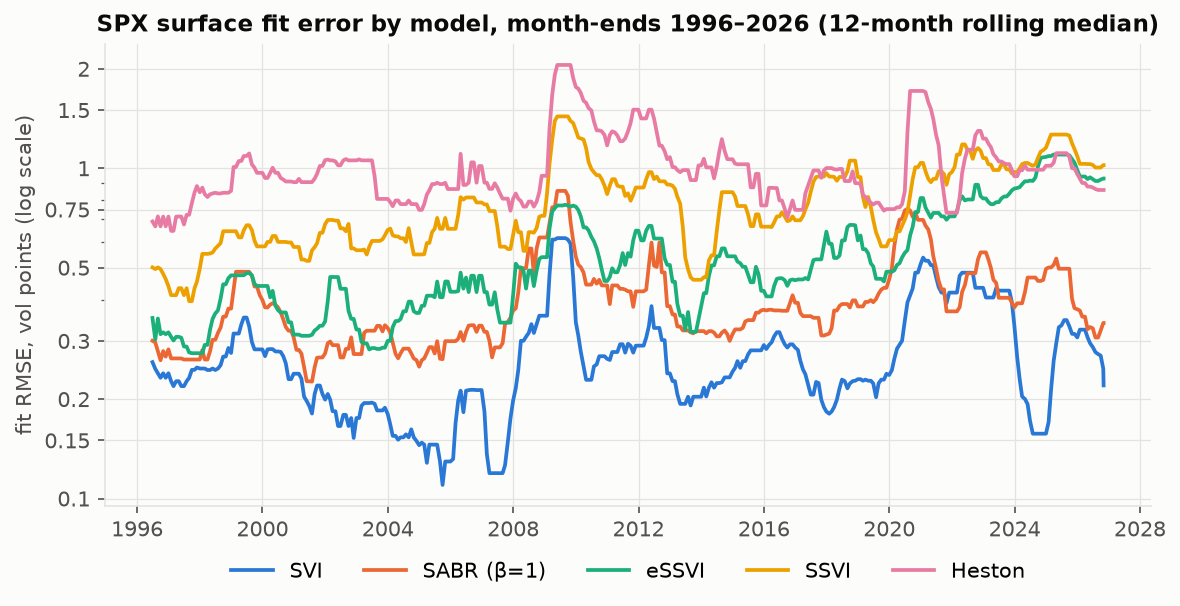 SPX surface fit error by model, month-ends 1996–2026 (12-month rolling median)
fit RMSE, vol points (log scale)
2
1.5
1
0.75
0.5
0.3
0.2
0.15
0.1
1996 2000 2004 2008 2012 2016 2020 2024 2028
SVI SABR (β=1) eSSVI SSVI Heston